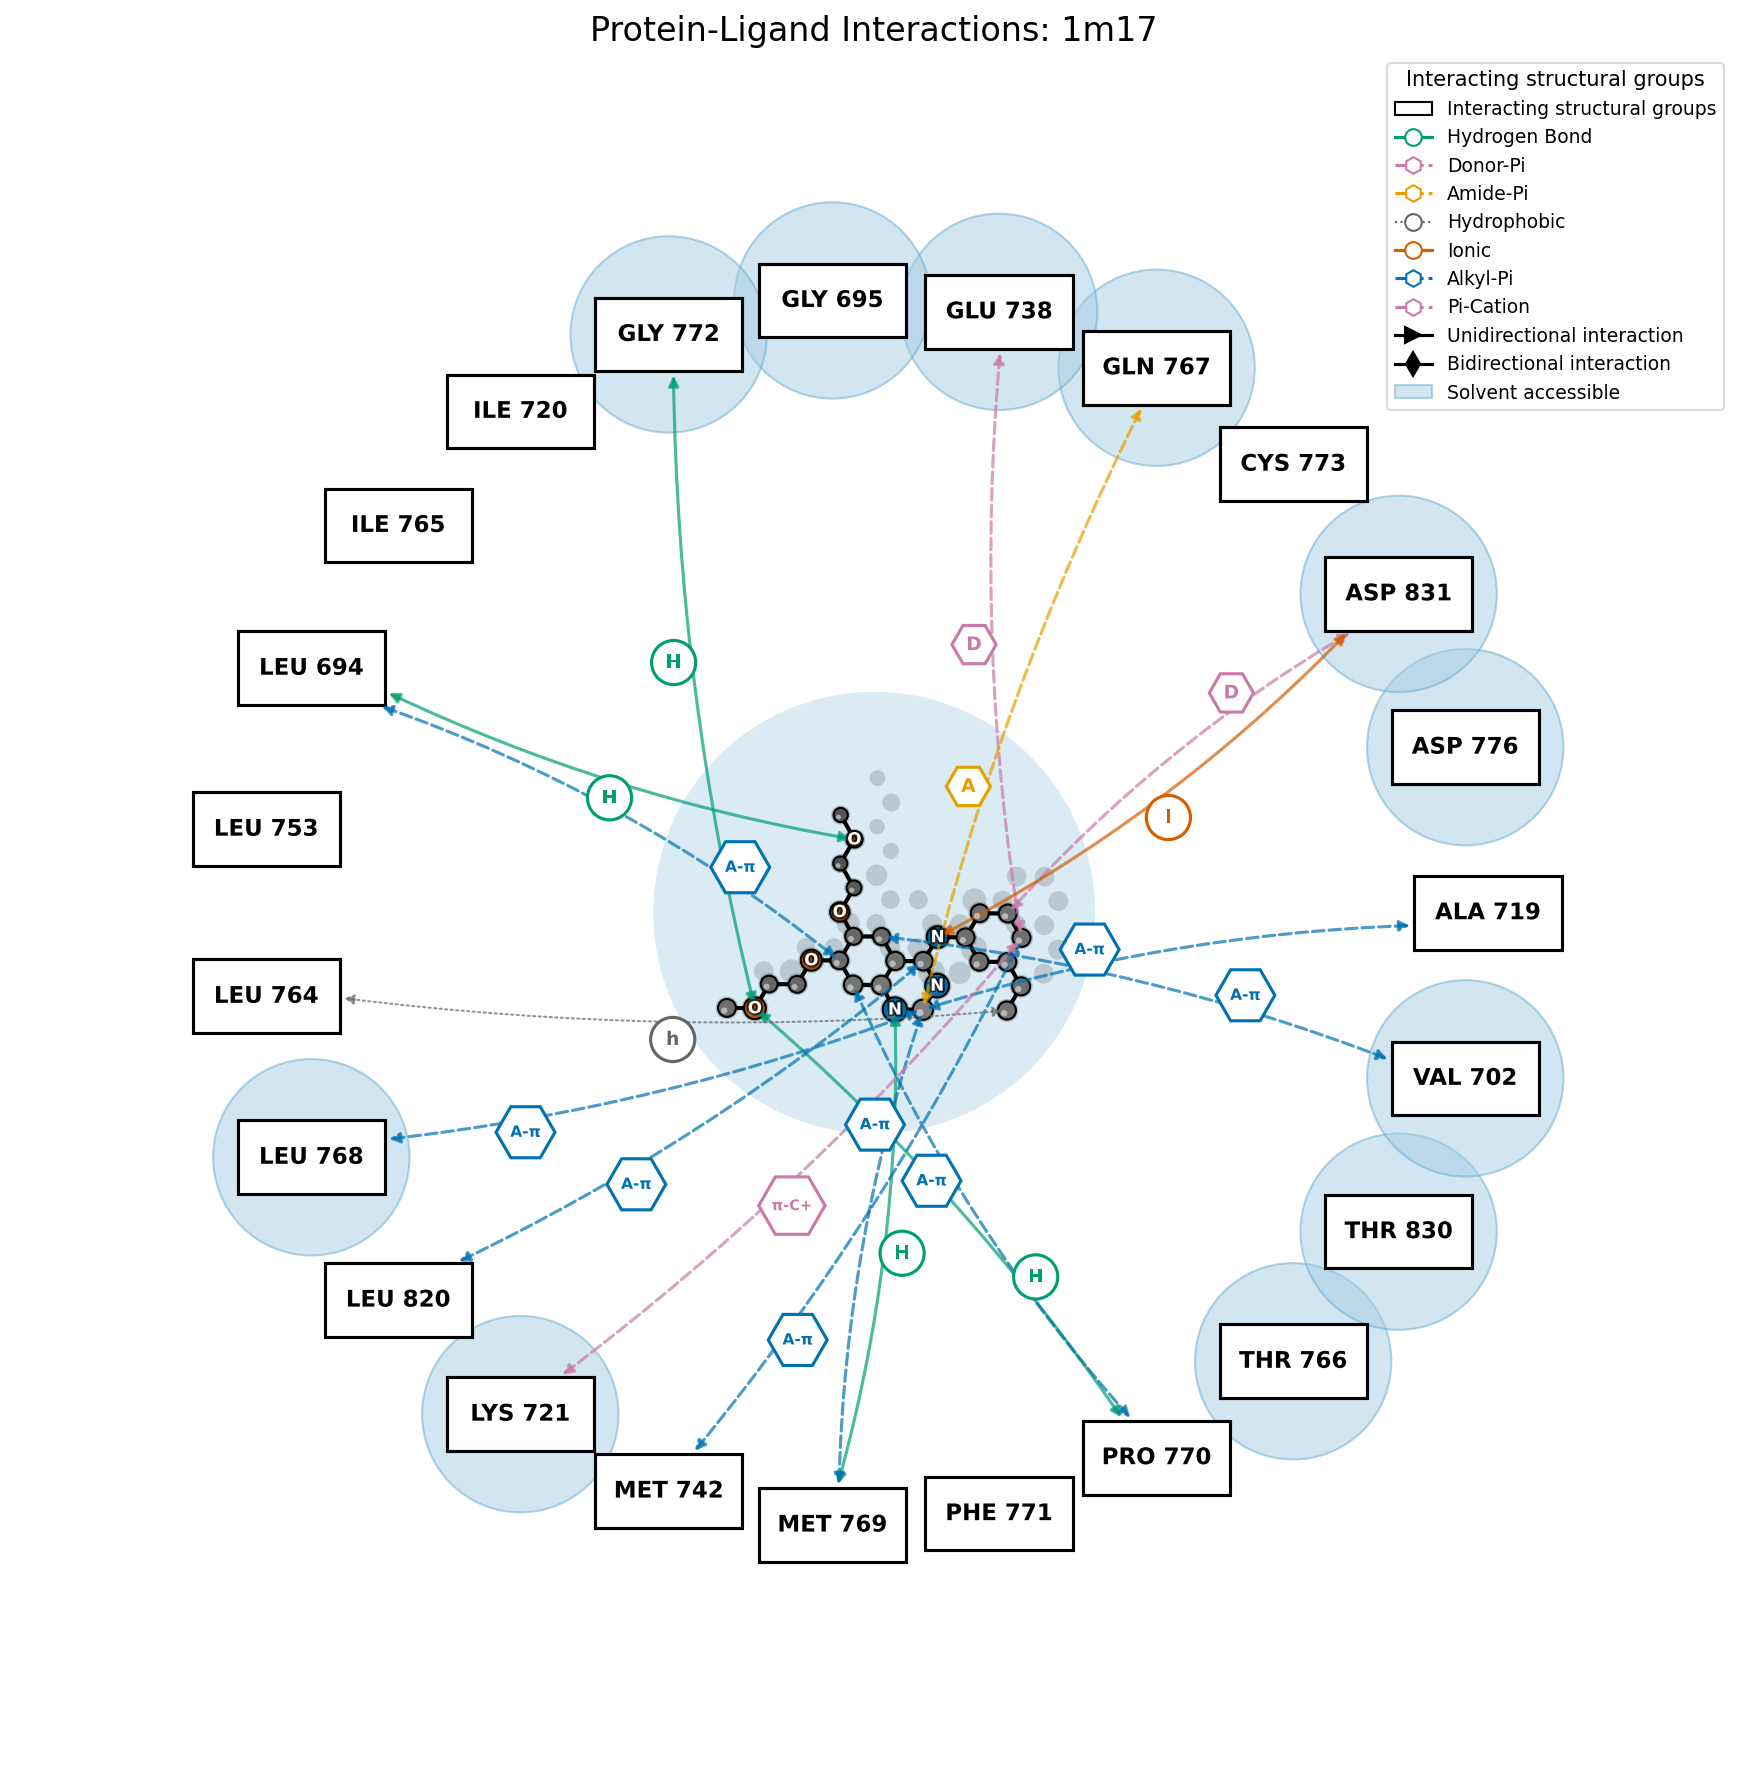 Protein-Ligand Interactions: 1m17
Interacting structural groups
Interacting structural groups
Hydrogen Bond
Donor-Pi
Amide-Pi
Hydrophobic
Ionic
Alkyl-Pi
Pi-Cation
Unidirectional interaction
Bidirectional interaction
Solvent accessible
GLY 695
GLU 738
GLY 772
GLN 767
ILE 720
CYS 773
ILE 765
ASP 831
D
H
LEU 694
D
ASP 776
A
H
I
LEU 753
O
A-π
ALA 719
O
N
A-π
O
N
A-π
LEU 764
O
N
h
VAL 702
A-π
A-π
LEU 768
A-π
A-π
π-C+
THR 830
H
H
LEU 820
A-π
THR 766
LYS 721
PRO 770
MET 742
PHE 771
MET 769